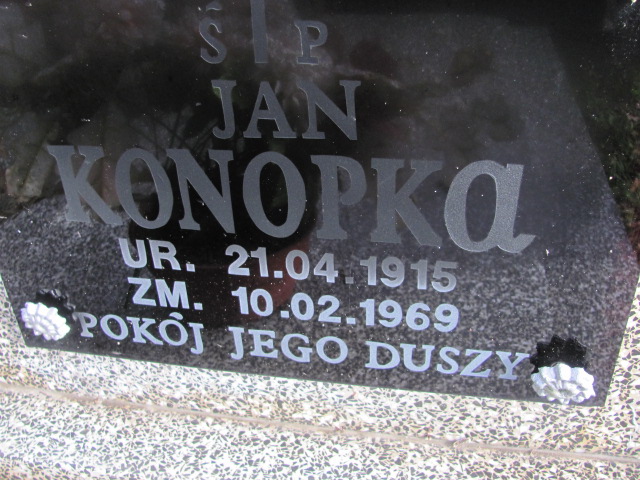 Ś P
JAN
KONOPKa
UR. 21.04.1915
ZM. 10.02.1969
POKÓJ JEGO DUSZY